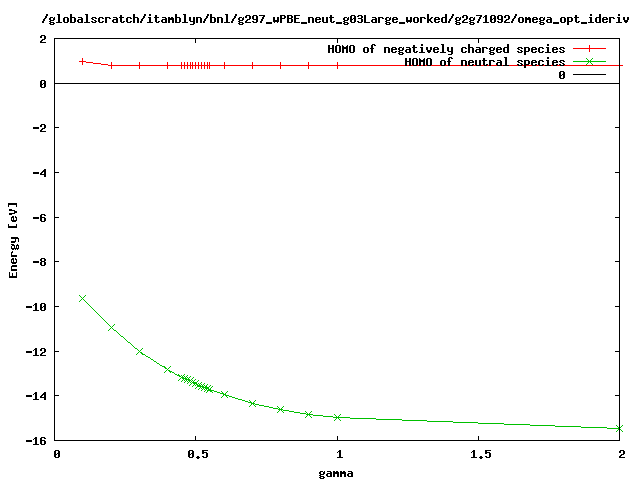 /globalscratch/itamblyn/bnl/g297_wPBE_neut_g03Large_worked/g2g71092/omega_opt_ideriv
HOMO of negatively charged species
HOMO of neutral species
0
2
0
-2
-4
-6
-8
-10
-12
-14
-16
Energy [eV]
0 0.5 1 1.5 2
gamma